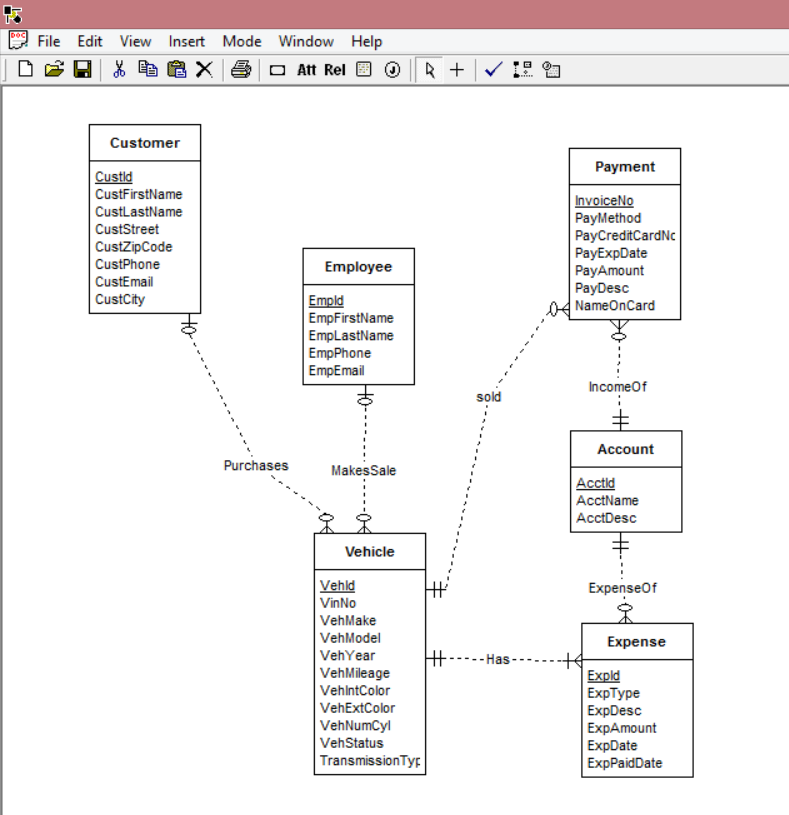 File Edit View Insert Mode Window Help
Att Rel J
Customer
CustId
CustFirstName
CustLastName
CustStreet
CustZipCode
CustPhone
CustEmail
CustCity
Employee
EmpId
EmpFirstName
EmpLastName
EmpPhone
EmpEmail
Payment
InvoiceNo
PayMethod
PayCreditCardNo
PayExpDate
PayAmount
PayDesc
NameOnCard
sold
IncomeOf
Purchases
MakesSale
Account
AcctId
AcctName
AcctDesc
Vehicle
VehId
VinNo
VehMake
VehModel
VehYear
VehMileage
VehIntColor
VehExtColor
VehNumCyl
VehStatus
TransmissionTyp
ExpenseOf
Has
Expense
ExpId
ExpType
ExpDesc
ExpAmount
ExpDate
ExpPaidDate